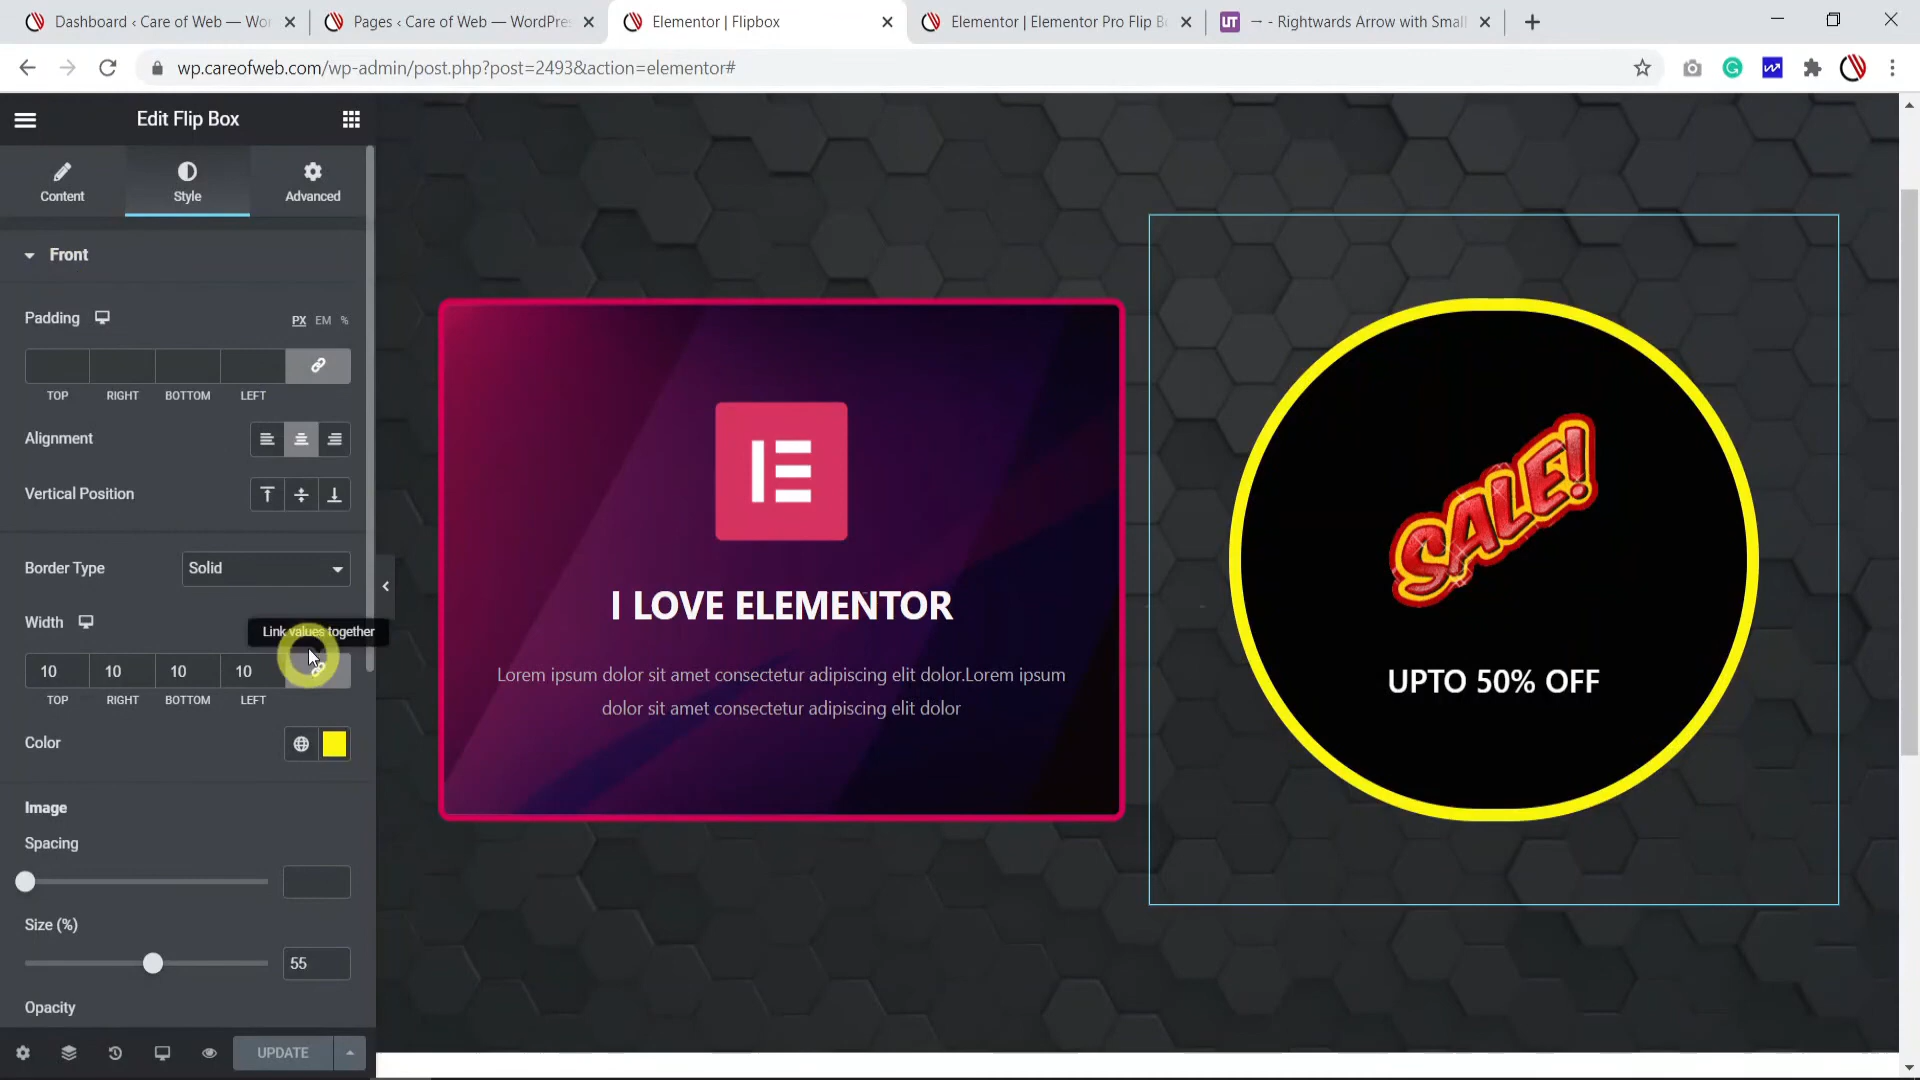 Dashboard ‹ Care of Web — Wor
Pages ‹ Care of Web — WordPres
Elementor | Flipbox
Elementor | Elementor Pro Flip B
UT
→ - Rightwards Arrow with Small
wp.careofweb.com/wp-admin/post.php?post=2493&action=elementor#
Edit Flip Box
Content
Style
Advanced
Front
Padding
PX EM %
TOP RIGHT BOTTOM LEFT
Alignment
Vertical Position
Border Type
Solid
Width
Link values together
10 10 10 10
TOP RIGHT BOTTOM LEFT
Color
Image
Spacing
Size (%)
55
Opacity
UPDATE
I LOVE ELEMENTOR
Lorem ipsum dolor sit amet consectetur adipiscing elit dolor.Lorem ipsum
dolor sit amet consectetur adipiscing elit dolor
SALE!
UPTO 50% OFF